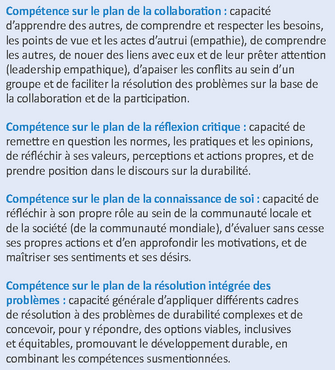 Compétence sur le plan de la collaboration : capacité
d’apprendre des autres, de comprendre et respecter les besoins,
les points de vue et les actes d’autrui (empathie), de comprendre
les autres, de nouer des liens avec eux et de leur prêter attention
(leadership empathique), d’apaiser les conflits au sein d’un
groupe et de faciliter la résolution des problèmes sur la base de
la collaboration et de la participation.
Compétence sur le plan de la réflexion critique : capacité de
remettre en question les normes, les pratiques et les opinions,
de réfléchir à ses valeurs, perceptions et actions propres, et de
prendre position dans le discours sur la durabilité.
Compétence sur le plan de la connaissance de soi : capacité de
réfléchir à son propre rôle au sein de la communauté locale et
de la société (de la communauté mondiale), d’évaluer sans cesse
ses propres actions et d’en approfondir les motivations, et de
maîtriser ses sentiments et ses désirs.
Compétence sur le plan de la résolution intégrée des
problèmes : capacité générale d’appliquer différents cadres
de résolution à des problèmes de durabilité complexes et de
concevoir, pour y répondre, des options viables, inclusives
et équitables, promouvant le développement durable, en
combinant les compétences susmentionnées.